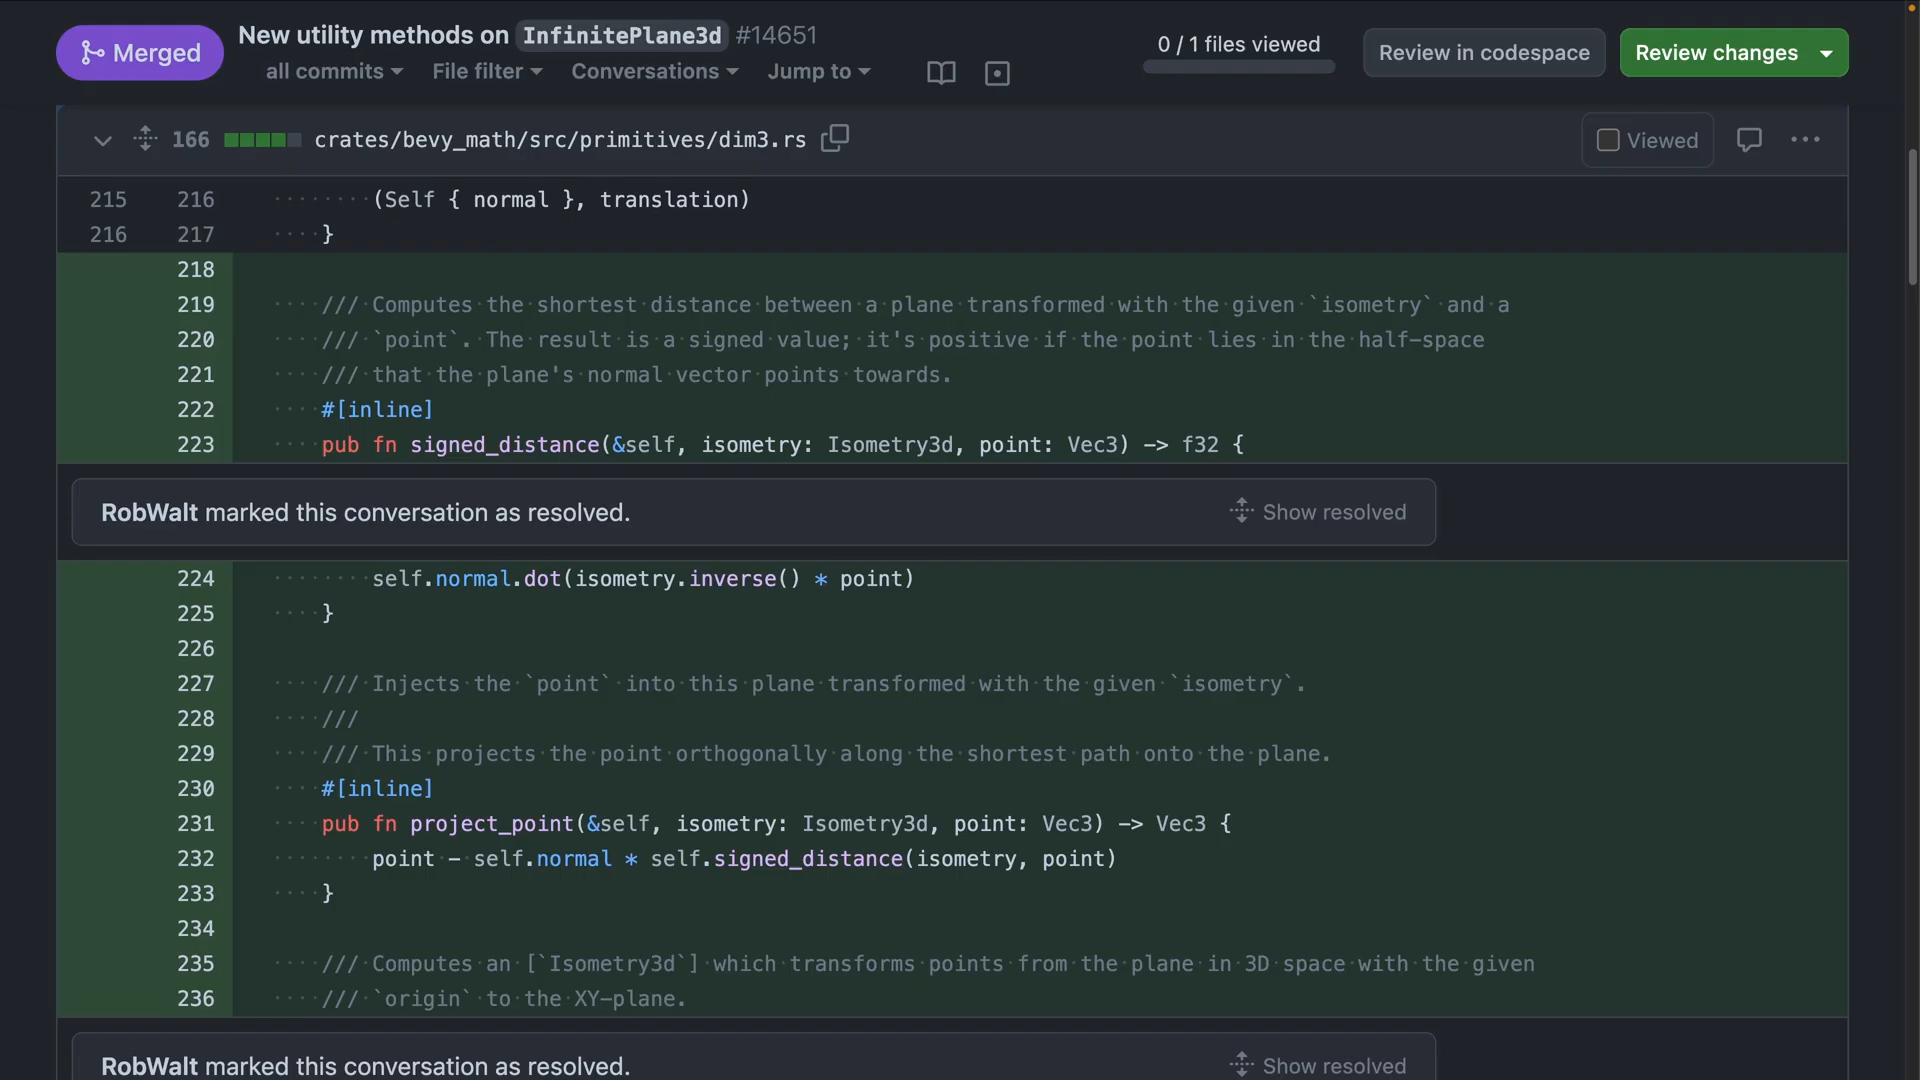 Merged
New utility methods on InfinitePlane3d #14651
all commits File filter Conversations Jump to
0 / 1 files viewed
Review in codespace
Review changes
166 crates/bevy_math/src/primitives/dim3.rs
Viewed
215 216 (Self { normal }, translation)
216 217 }
218
219 /// Computes the shortest distance between a plane transformed with the given `isometry` and a
220 /// `point`. The result is a signed value; it's positive if the point lies in the half-space
221 /// that the plane's normal vector points towards.
222 #[inline]
223 pub fn signed_distance(&self, isometry: Isometry3d, point: Vec3) -> f32 {
RobWalt marked this conversation as resolved. Show resolved
224 self.normal.dot(isometry.inverse() * point)
225 }
226
227 /// Injects the `point` into this plane transformed with the given `isometry`.
228 ///
229 /// This projects the point orthogonally along the shortest path onto the plane.
230 #[inline]
231 pub fn project_point(&self, isometry: Isometry3d, point: Vec3) -> Vec3 {
232 point - self.normal * self.signed_distance(isometry, point)
233 }
234
235 /// Computes an [`Isometry3d`] which transforms points from the plane in 3D space with the given
236 /// `origin` to the XY-plane.
RobWalt marked this conversation as resolved. Show resolved